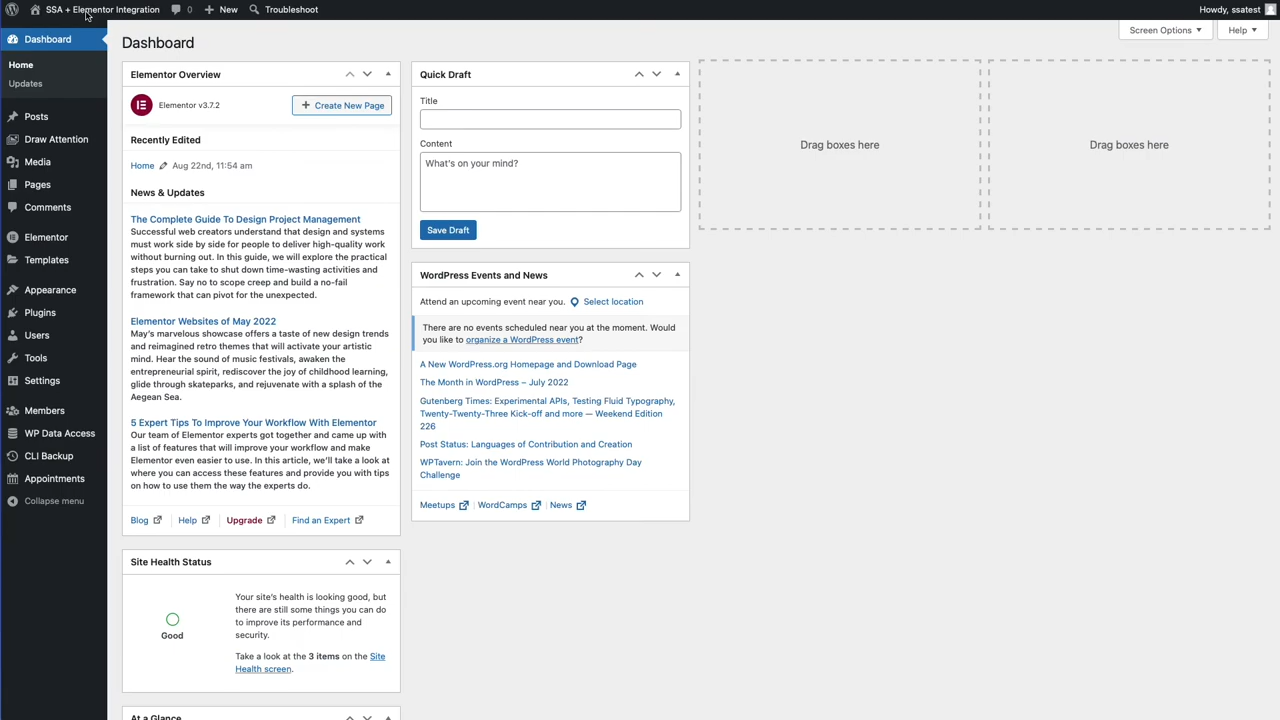 SSA + Elementor Integration
0
New
Troubleshoot
Howdy, ssatest
Screen Options
Help
Dashboard
Home
Updates
Posts
Draw Attention
Media
Pages
Comments
Elementor
Templates
Appearance
Plugins
Users
Tools
Settings
Members
WP Data Access
CLI Backup
Appointments
Collapse menu
Dashboard
Elementor Overview
Elementor v3.7.2
Create New Page
Recently Edited
Home Aug 22nd, 11:54 am
News & Updates
The Complete Guide To Design Project Management
Successful web creators understand that design and systems
must work side by side for people to deliver high-quality work
without burning out. In this guide, we will explore the practical
steps you can take to shut down time-wasting activities and
frustration. Say no to scope creep and build a no-fail
framework that can pivot for the unexpected.
Elementor Websites of May 2022
May's marvelous showcase offers a taste of new design trends
and reimagined retro themes that will activate your artistic
mind. Hear the sound of music festivals, awaken the
entrepreneurial spirit, rediscover the joy of childhood learning,
glide through skateparks, and rejuvenate with a splash of the
Aegean Sea.
5 Expert Tips To Improve Your Workflow With Elementor
Our team of Elementor experts got together and came up with
a list of features that will improve your workflow and make
Elementor even easier to use. In this article, we'll take a look at
where you can access these features and provide you with tips
on how to use them the way the experts do.
Blog Help Upgrade Find an Expert
Site Health Status
Good
Your site's health is looking good, but
there are still some things you can do
to improve its performance and
security.
Take a look at the 3 items on the Site
Health screen.
At a Glance
Quick Draft
Title
Content
What's on your mind?
Save Draft
WordPress Events and News
Attend an upcoming event near you. Select location
There are no events scheduled near you at the moment. Would
you like to organize a WordPress event?
A New WordPress.org Homepage and Download Page
The Month in WordPress – July 2022
Gutenberg Times: Experimental APIs, Testing Fluid Typography,
Twenty-Twenty-Three Kick-off and more — Weekend Edition
226
Post Status: Languages of Contribution and Creation
WPTavern: Join the WordPress World Photography Day
Challenge
Meetups WordCamps News
Drag boxes here
Drag boxes here